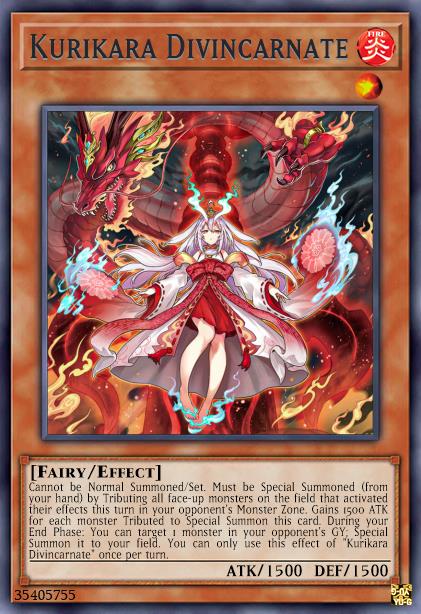 KURIKARA DIVINCARNATE
FIRE
炎
[FAIRY/EFFECT]
Cannot be Normal Summoned/Set. Must be Special Summoned (from
your hand) by Tributing all face-up monsters on the field that activated
their effects this turn in your opponent's Monster Zone. Gains 1500 ATK
for each monster Tributed to Special Summon this card. During your
End Phase: You can target 1 monster in your opponent's GY; Special
Summon it to your field. You can only use this effect of "Kurikara
Divincarnate" once per turn.
ATK/1500 DEF/1500
35405755